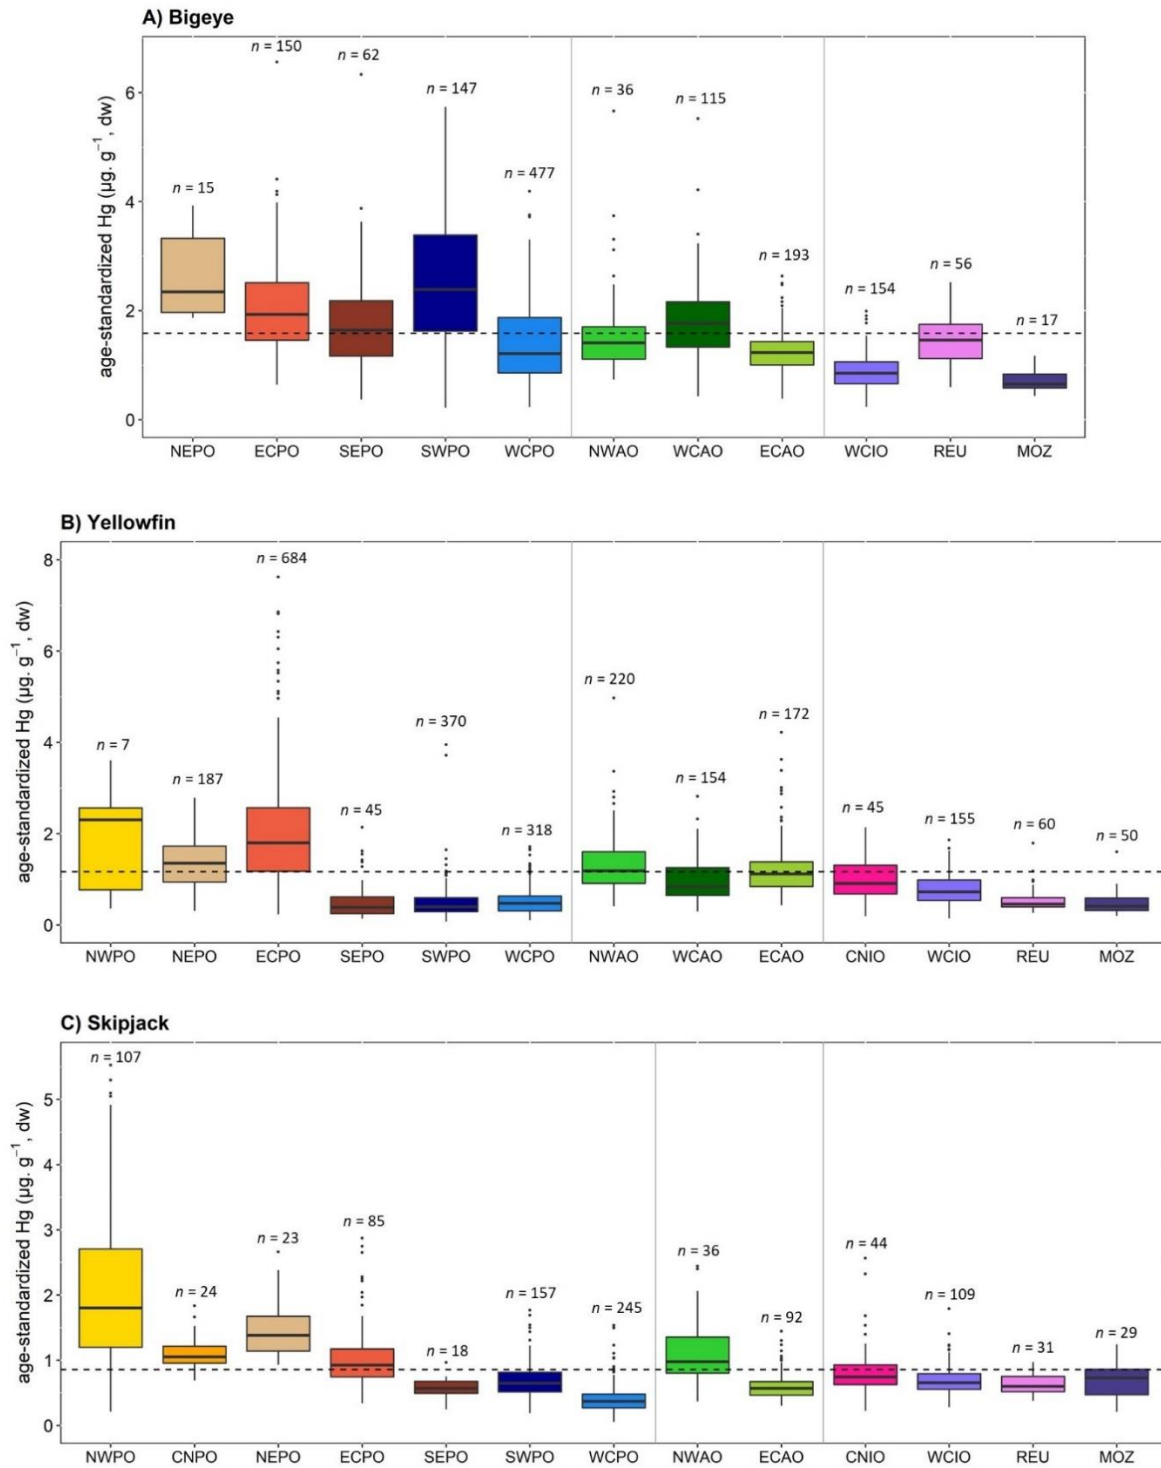 A) Bigeye
n = 150
n = 62
n = 147
n = 36
n = 115
n = 15
n = 477
n = 193
n = 154
n = 56
n = 17
age-standardized Hg (µg. g⁻¹, dw)
6
4
2
0
NEPO ECPO SEPO SWPO WCPO NWAO WCAO ECAO WCIO REU MOZ
B) Yellowfin
n = 684
n = 220
n = 7
n = 187
n = 370
n = 172
n = 45
n = 318
n = 154
n = 45
n = 155
n = 60
n = 50
age-standardized Hg (µg. g⁻¹, dw)
8
6
4
2
0
NWPO NEPO ECPO SEPO SWPO WCPO NWAO WCAO ECAO CNIO WCIO REU MOZ
C) Skipjack
n = 107
n = 24
n = 23
n = 85
n = 18
n = 157
n = 245
n = 36
n = 92
n = 44
n = 109
n = 31
n = 29
age-standardized Hg (µg. g⁻¹, dw)
5
4
3
2
1
0
NWPO CNPO NEPO ECPO SEPO SWPO WCPO NWAO ECAO CNIO WCIO REU MOZ